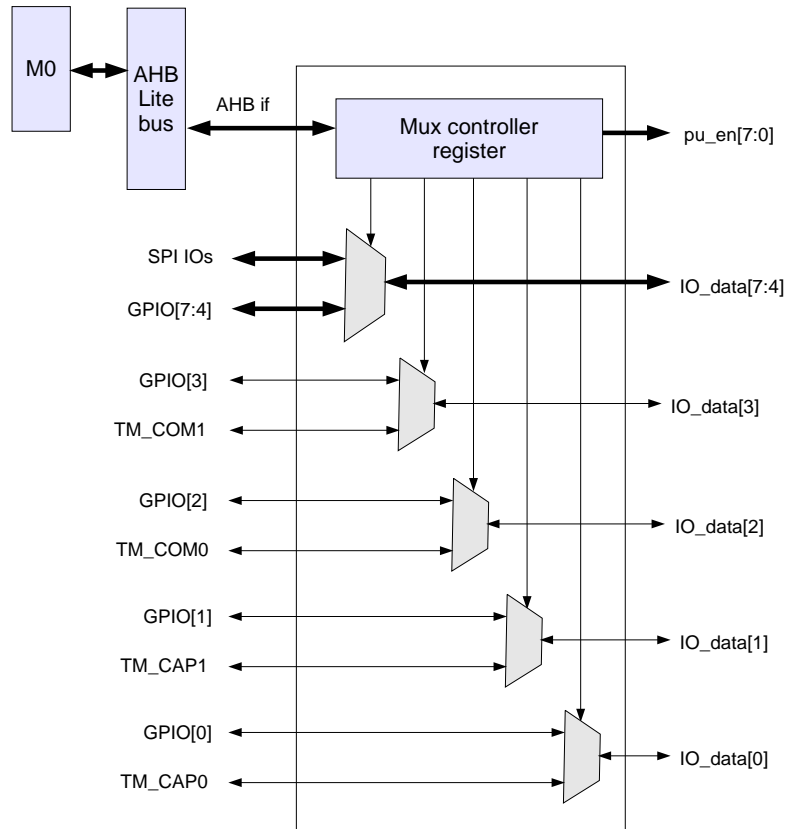 M0
AHB
Lite
bus
AHB if
Mux controller
register
pu_en[7:0]
SPI IOs
GPIO[7:4]
IO_data[7:4]
GPIO[3]
TM_COM1
IO_data[3]
GPIO[2]
TM_COM0
IO_data[2]
GPIO[1]
TM_CAP1
IO_data[1]
GPIO[0]
TM_CAP0
IO_data[0]